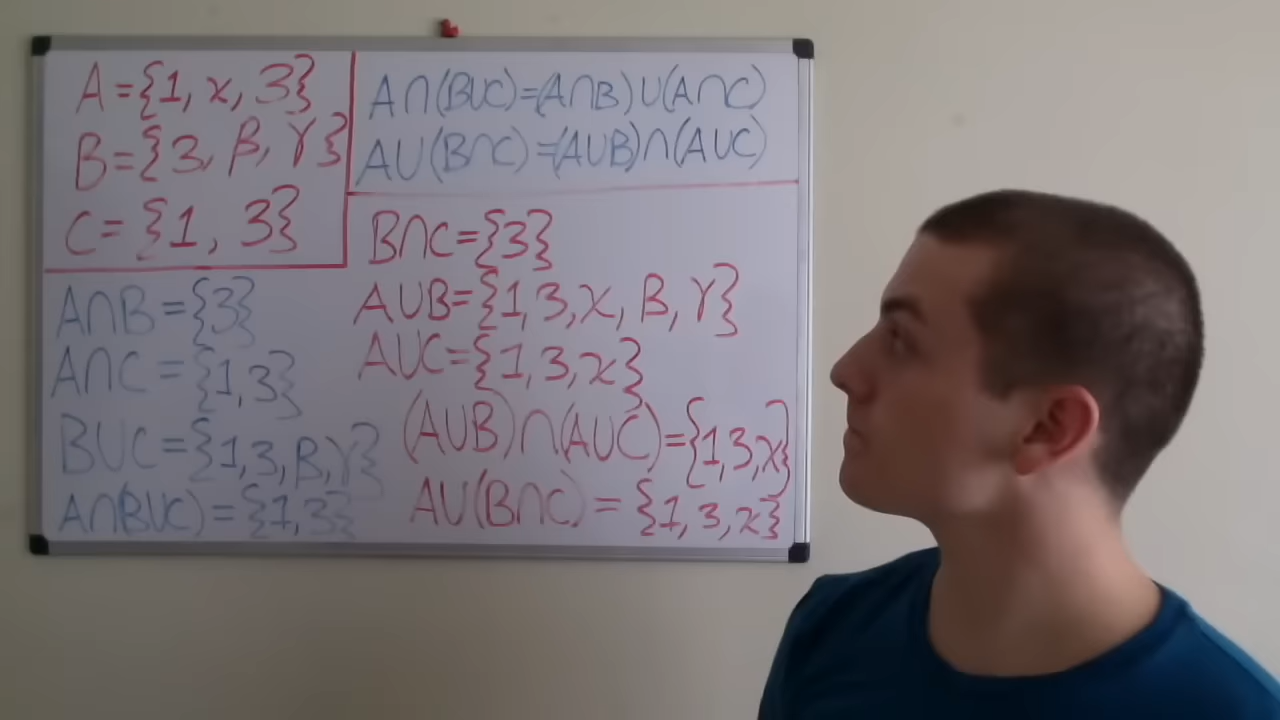 A={1, x, 3}
B={3, β, γ}
C={1, 3}
A∩(B∪C)=(A∩B)∪(A∩C)
A∪(B∩C)=(A∪B)∩(A∪C)
A∩B={3}
A∩C={1,3}
B∪C={1,3,β,γ}
A∩(B∪C)={1,3}
B∩C={3}
A∪B={1,3,x,β,γ}
A∪C={1,3,x}
(A∪B)∩(A∪C)={1,3,x}
A∪(B∩C)={1,3,x}